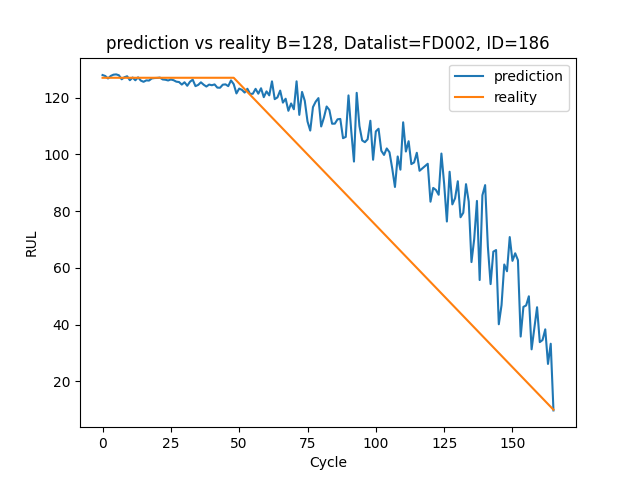 prediction vs reality B=128, Datalist=FD002, ID=186
prediction
reality
RUL
120
100
80
60
40
20
0 25 50 75 100 125 150
Cycle